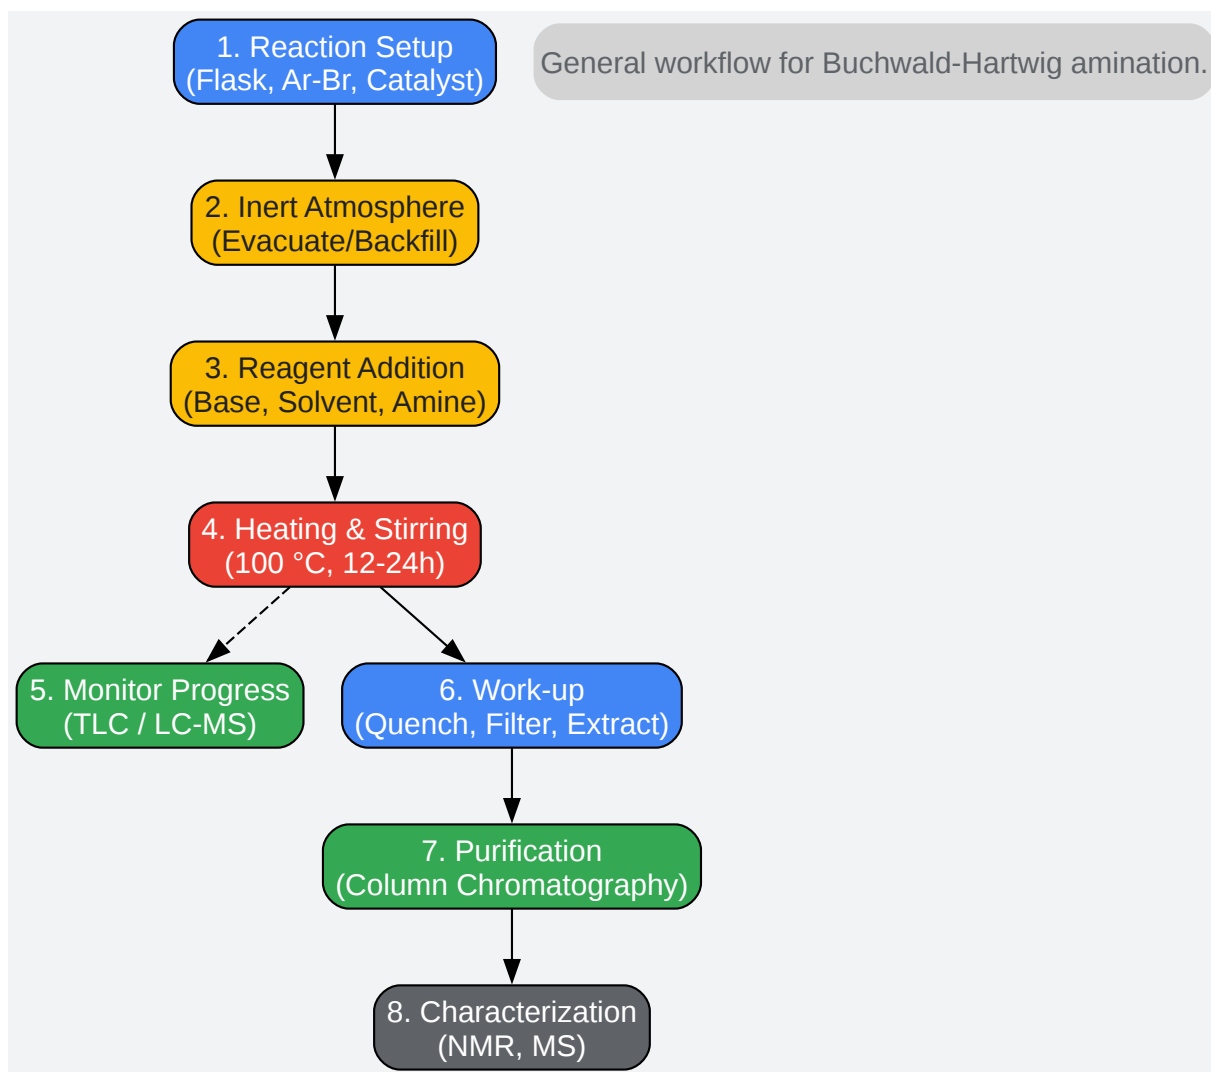 1. Reaction Setup
(Flask, Ar-Br, Catalyst)
General workflow for Buchwald-Hartwig amination.
2. Inert Atmosphere
(Evacuate/Backfill)
3. Reagent Addition
(Base, Solvent, Amine)
4. Heating & Stirring
(100 °C, 12-24h)
5. Monitor Progress
(TLC / LC-MS)
6. Work-up
(Quench, Filter, Extract)
7. Purification
(Column Chromatography)
8. Characterization
(NMR, MS)